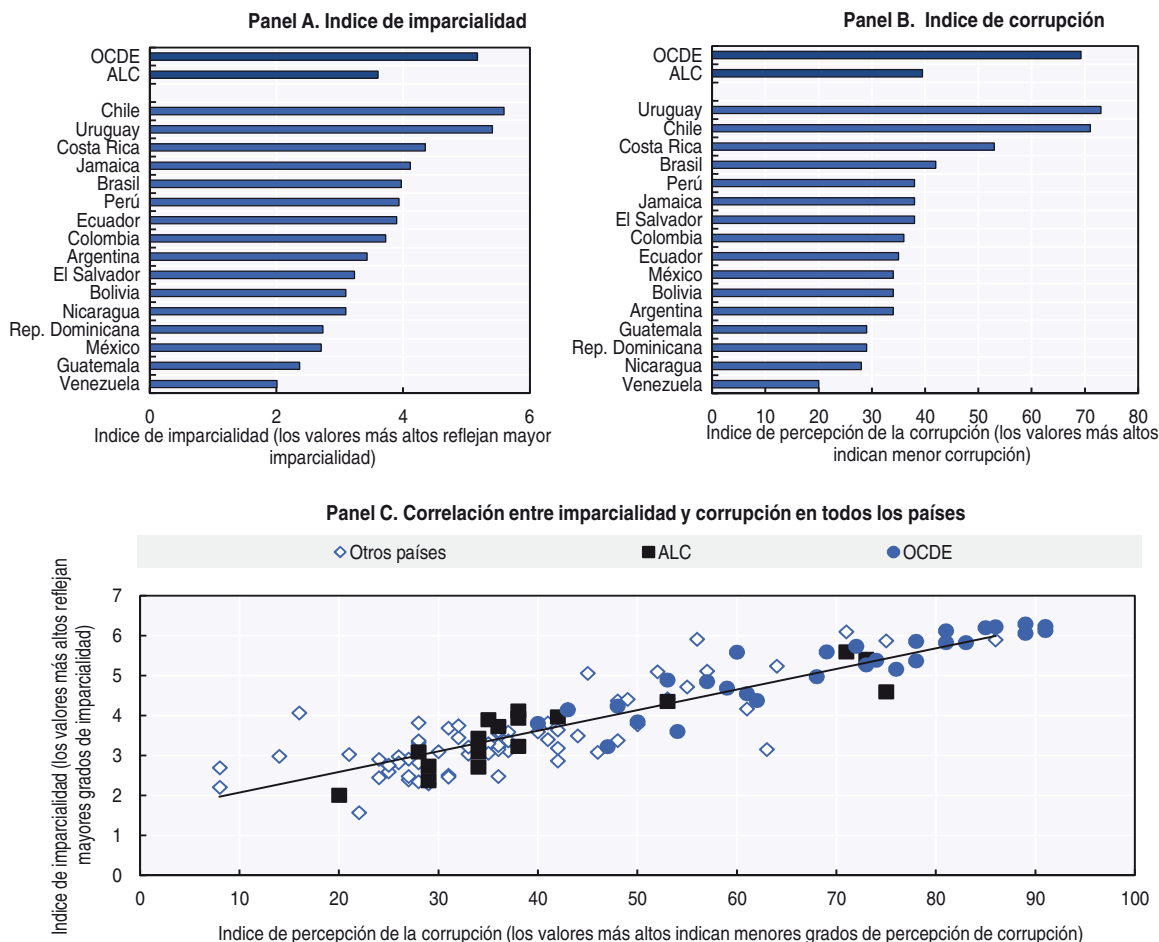 Panel A. Indice de imparcialidad
OCDE
ALC
Chile
Uruguay
Costa Rica
Jamaica
Brasil
Perú
Ecuador
Colombia
Argentina
El Salvador
Bolivia
Nicaragua
Rep. Dominicana
México
Guatemala
Venezuela
0 2 4 6
Indice de imparcialidad (los valores más altos reflejan mayor
imparcialidad)
Panel B. Indice de corrupción
OCDE
ALC
Uruguay
Chile
Costa Rica
Brasil
Perú
Jamaica
El Salvador
Colombia
Ecuador
México
Bolivia
Argentina
Guatemala
Rep. Dominicana
Nicaragua
Venezuela
0 10 20 30 40 50 60 70 80
Indice de percepción de la corrupción (los valores más altos
indican menor corrupción)
Panel C. Correlación entre imparcialidad y corrupción en todos los países
Otros países ALC OCDE
Indice de imparcialidad (los valores más altos reflejan
mayores grados de imparcialidad)
7
6
5
4
3
2
1
0
0 10 20 30 40 50 60 70 80 90 100
Indice de percepción de la corrupción (los valores más altos indican menores grados de percepción de corrupción)